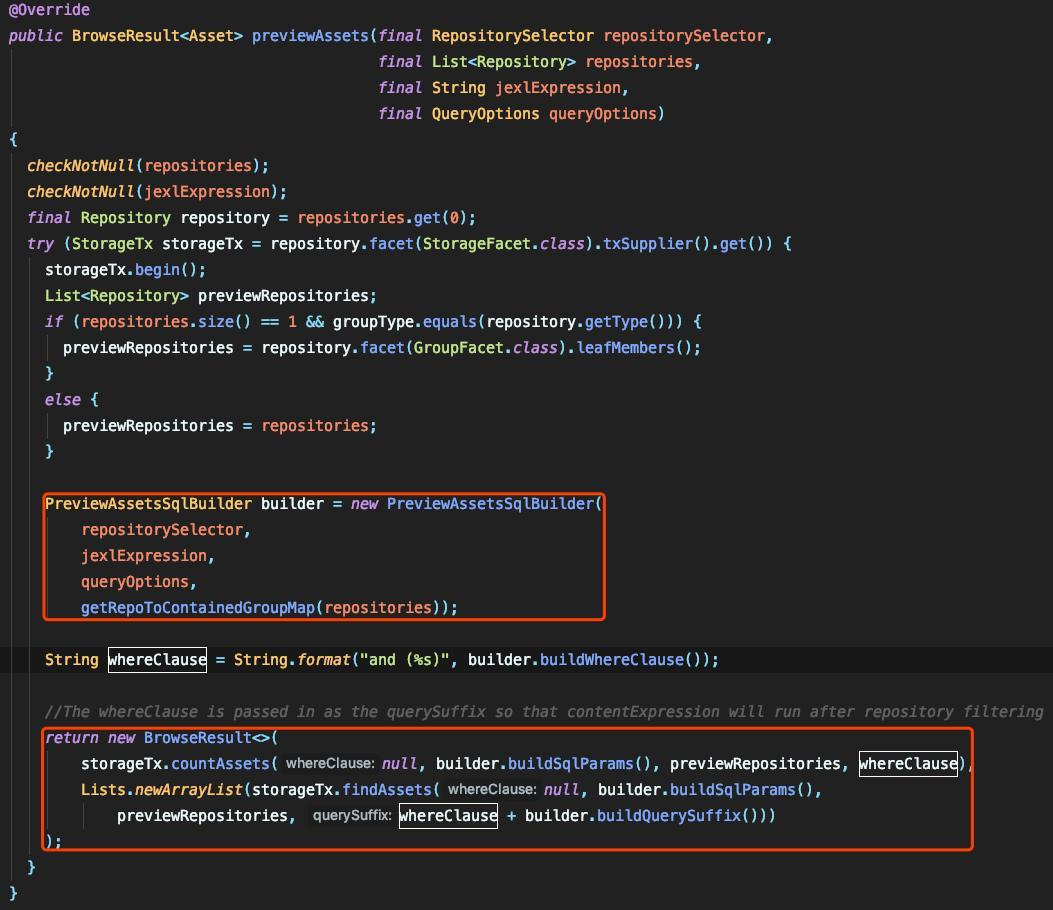 @Override
public BrowseResult<Asset> previewAssets(final RepositorySelector repositorySelector,
final List<Repository> repositories,
final String jexlExpression,
final QueryOptions queryOptions)
{
checkNotNull(repositories);
checkNotNull(jexlExpression);
final Repository repository = repositories.get(0);
try (StorageTx storageTx = repository.facet(StorageFacet.class).txSupplier().get()) {
storageTx.begin();
List<Repository> previewRepositories;
if (repositories.size() == 1 && groupType.equals(repository.getType())) {
previewRepositories = repository.facet(GroupFacet.class).leafMembers();
}
else {
previewRepositories = repositories;
}
PreviewAssetsSqlBuilder builder = new PreviewAssetsSqlBuilder(
repositorySelector,
jexlExpression,
queryOptions,
getRepoToContainedGroupMap(repositories));
String whereClause = String.format("and (%s)", builder.buildWhereClause());
//The whereClause is passed in as the querySuffix so that contentExpression will run after repository filtering
return new BrowseResult<>(
storageTx.countAssets( whereClause: null, builder.buildSqlParams(), previewRepositories, whereClause),
Lists.newArrayList(storageTx.findAssets( whereClause: null, builder.buildSqlParams(),
previewRepositories, querySuffix: whereClause + builder.buildQuerySuffix()))
);
}
}